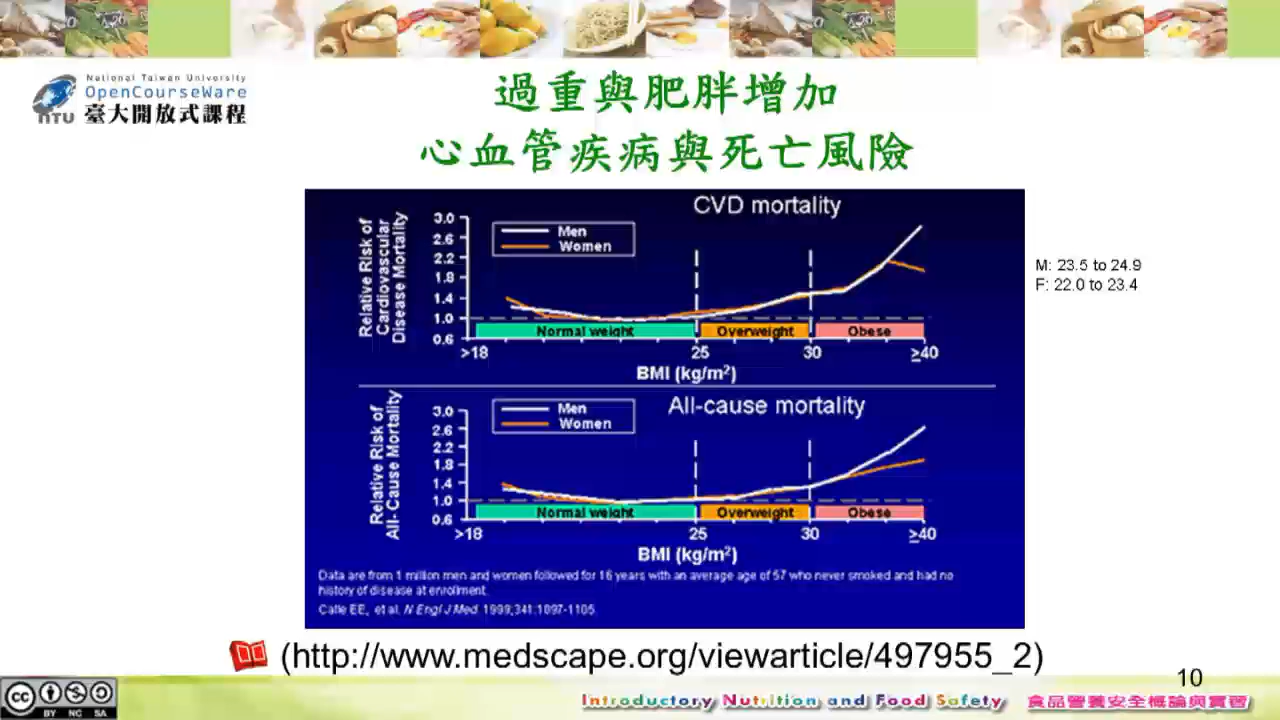 National Taiwan University
OpenCourseWare
NTU 臺大開放式課程
過重與肥胖增加
心血管疾病與死亡風險
CVD mortality
Relative Risk of
Cardiovascular
Disease Mortality
3.0
2.6
2.2
1.8
1.4
1.0
0.6
Men
Women
Normal weight
Overweight
Obese
>18
25
30
≥40
BMI (kg/m²)
M: 23.5 to 24.9
F: 22.0 to 23.4
All-cause mortality
Relative Risk of
All- Cause Mortality
3.0
2.6
2.2
1.8
1.4
1.0
0.6
Men
Women
Normal weight
Overweight
Obese
>18
25
30
≥40
BMI (kg/m²)
Data are from 1 million men and women followed for 16 years with an average age of 57 who never smoked and had no
history of disease at enrollment.
Calle EE, et al. N Engl J Med. 1999;341:1097-1105.
(http://www.medscape.org/viewarticle/497955_2)
10
cc
BY NC SA
Introductory Nutrition and Food Safety 食品營養安全概論與實習